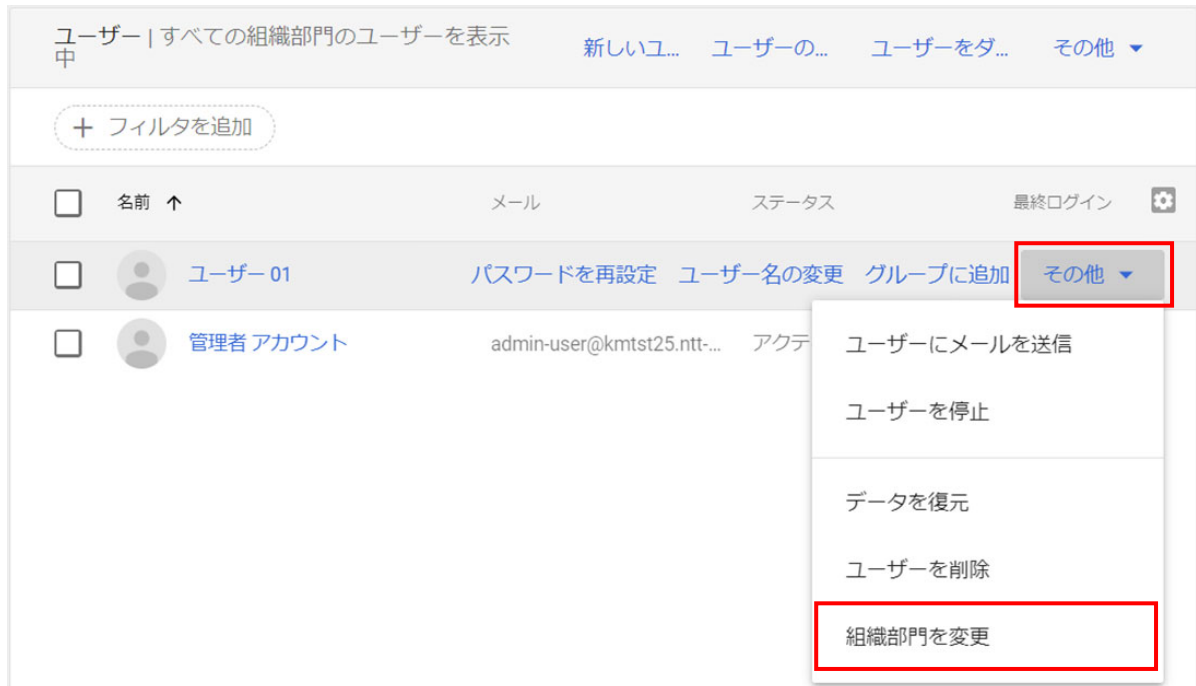 ユーザー | すべての組織部門のユーザーを表示
中
新しいユ... ユーザーの... ユーザーをダ... その他
フィルタを追加
名前 メール ステータス 最終ログイン
ユーザー 01 パスワードを再設定 ユーザー名の変更 グループに追加 その他
管理者 アカウント admin-user@kmtst25.ntt-... アクテ
ユーザーにメールを送信
ユーザーを停止
データを復元
ユーザーを削除
組織部門を変更